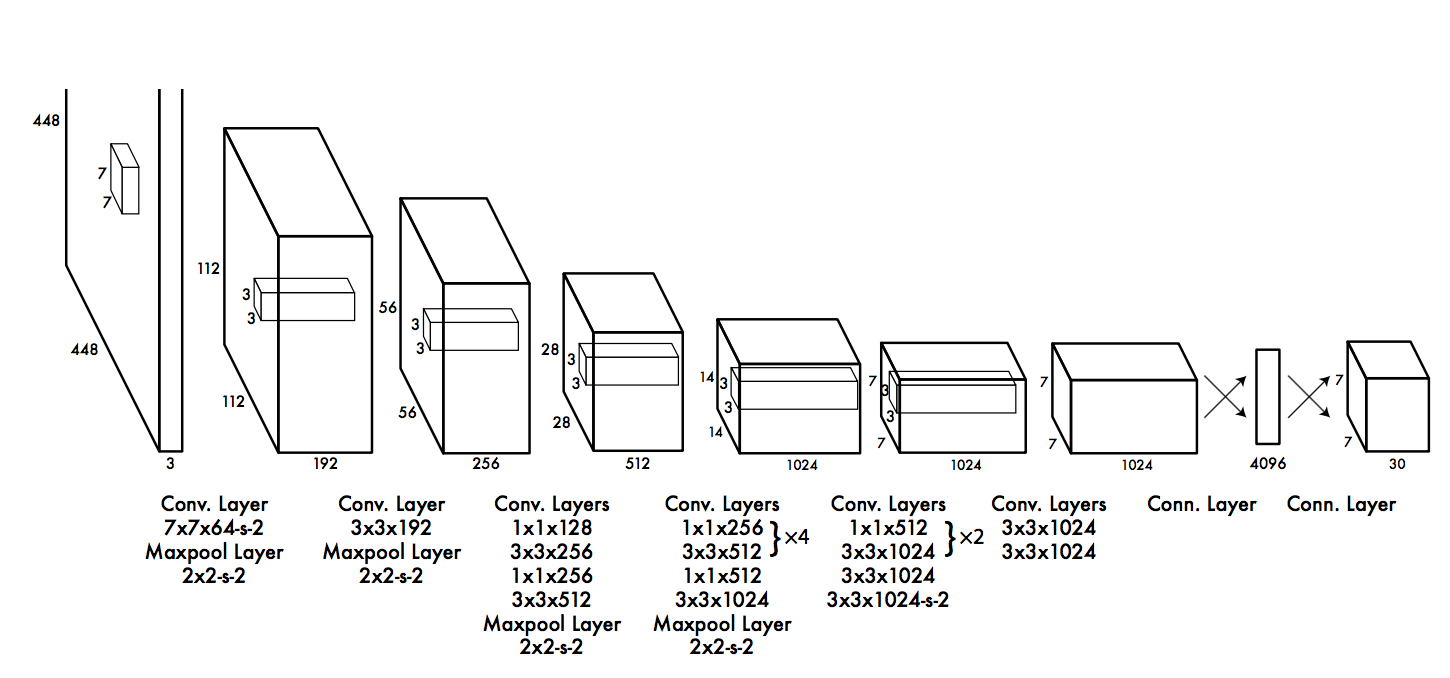 448
7
7
448
3
112
3
3
112
192
56
3
3
56
256
28
3
3
28
512
14
3
3
14
1024
7
3
3
7
1024
7
7
1024
4096
7
7
30
Conv. Layer
7x7x64-s-2
Maxpool Layer
2x2-s-2
Conv. Layer
3x3x192
Maxpool Layer
2x2-s-2
Conv. Layers
1x1x128
3x3x256
1x1x256
3x3x512
Maxpool Layer
2x2-s-2
Conv. Layers
1x1x256
3x3x512
}×4
1x1x512
3x3x1024
Maxpool Layer
2x2-s-2
Conv. Layers
1x1x512
3x3x1024
}×2
3x3x1024
3x3x1024-s-2
Conv. Layers
3x3x1024
3x3x1024
Conn. Layer
Conn. Layer